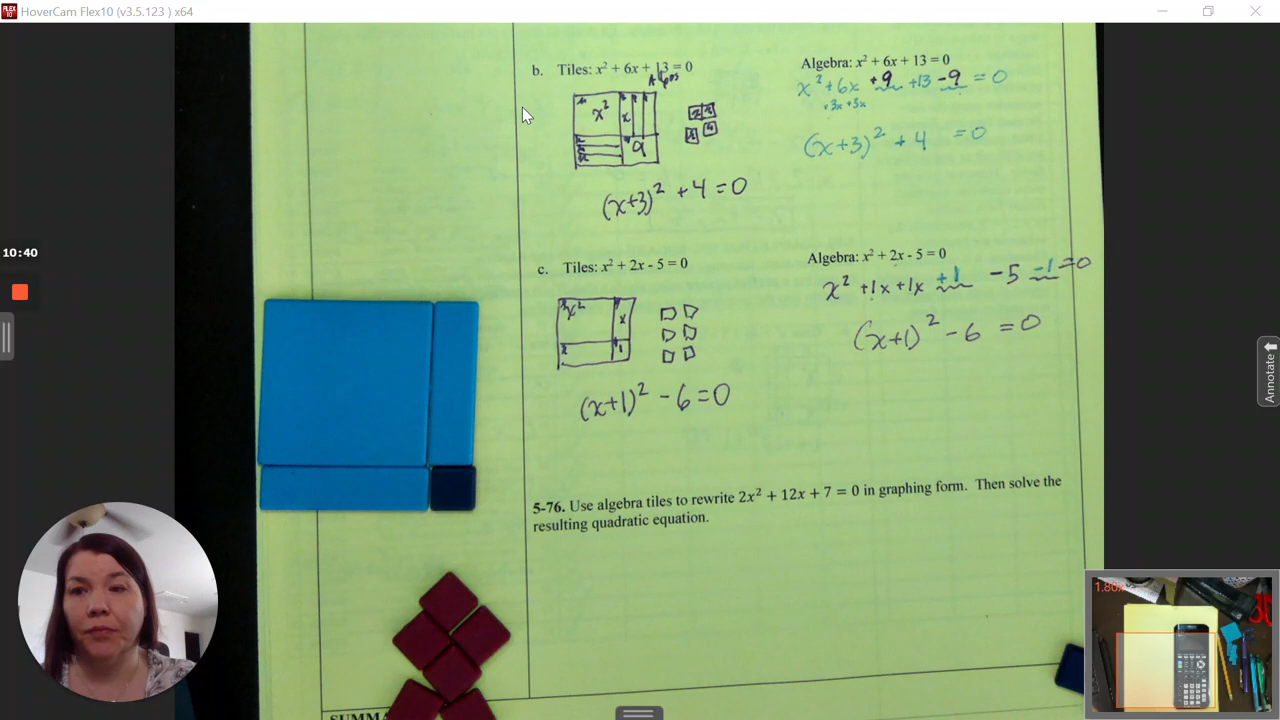 HoverCam Flex10 (v3.5.123 ) x64
b. Tiles: x² + 6x + 13 = 0
x²
x
9
(x+3)² + 4 = 0
Algebra: x² + 6x + 13 = 0
x² + 6x + 9 + 13 - 9 = 0
+3x +3x
(x+3)² + 4 = 0
10:40
c. Tiles: x² + 2x - 5 = 0
x²
x
1
(x+1)² - 6 = 0
Algebra: x² + 2x - 5 = 0
x² + 1x + 1x + 1 - 5 - 1 = 0
(x+1)² - 6 = 0
Annotate
5-76. Use algebra tiles to rewrite 2x² + 12x + 7 = 0 in graphing form. Then solve the
resulting quadratic equation.
1.80x